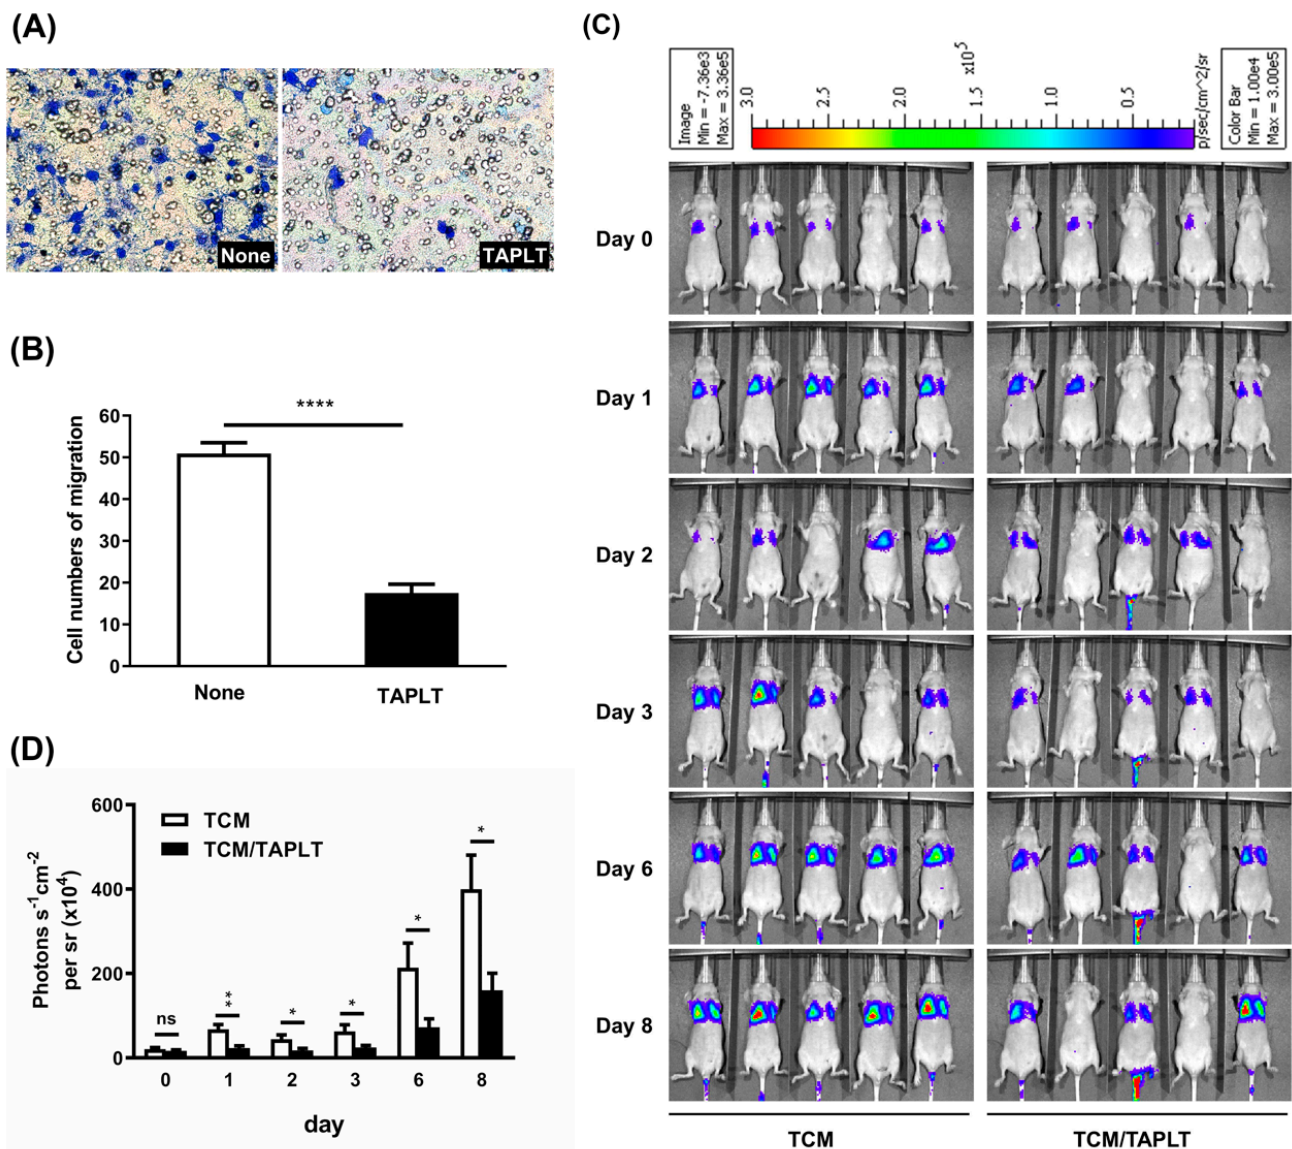 (A)
None
TAPLT
(B)
Cell numbers of migration
60
50
40
30
20
10
0
****
None
TAPLT
(D)
Photons s⁻¹cm⁻²
per sr (x10⁴)
600
400
200
0
TCM
TCM/TAPLT
ns
**
*
*
*
*
0
1
2
3
6
8
day
(C)
Image
Min = -7.36e3
Max = 3.36e5
x10⁵
3.0
2.5
2.0
1.5
1.0
0.5
p/sec/cm^2/sr
Color Bar
Min = 1.00e4
Max = 3.00e5
Day 0
Day 1
Day 2
Day 3
Day 6
Day 8
TCM
TCM/TAPLT